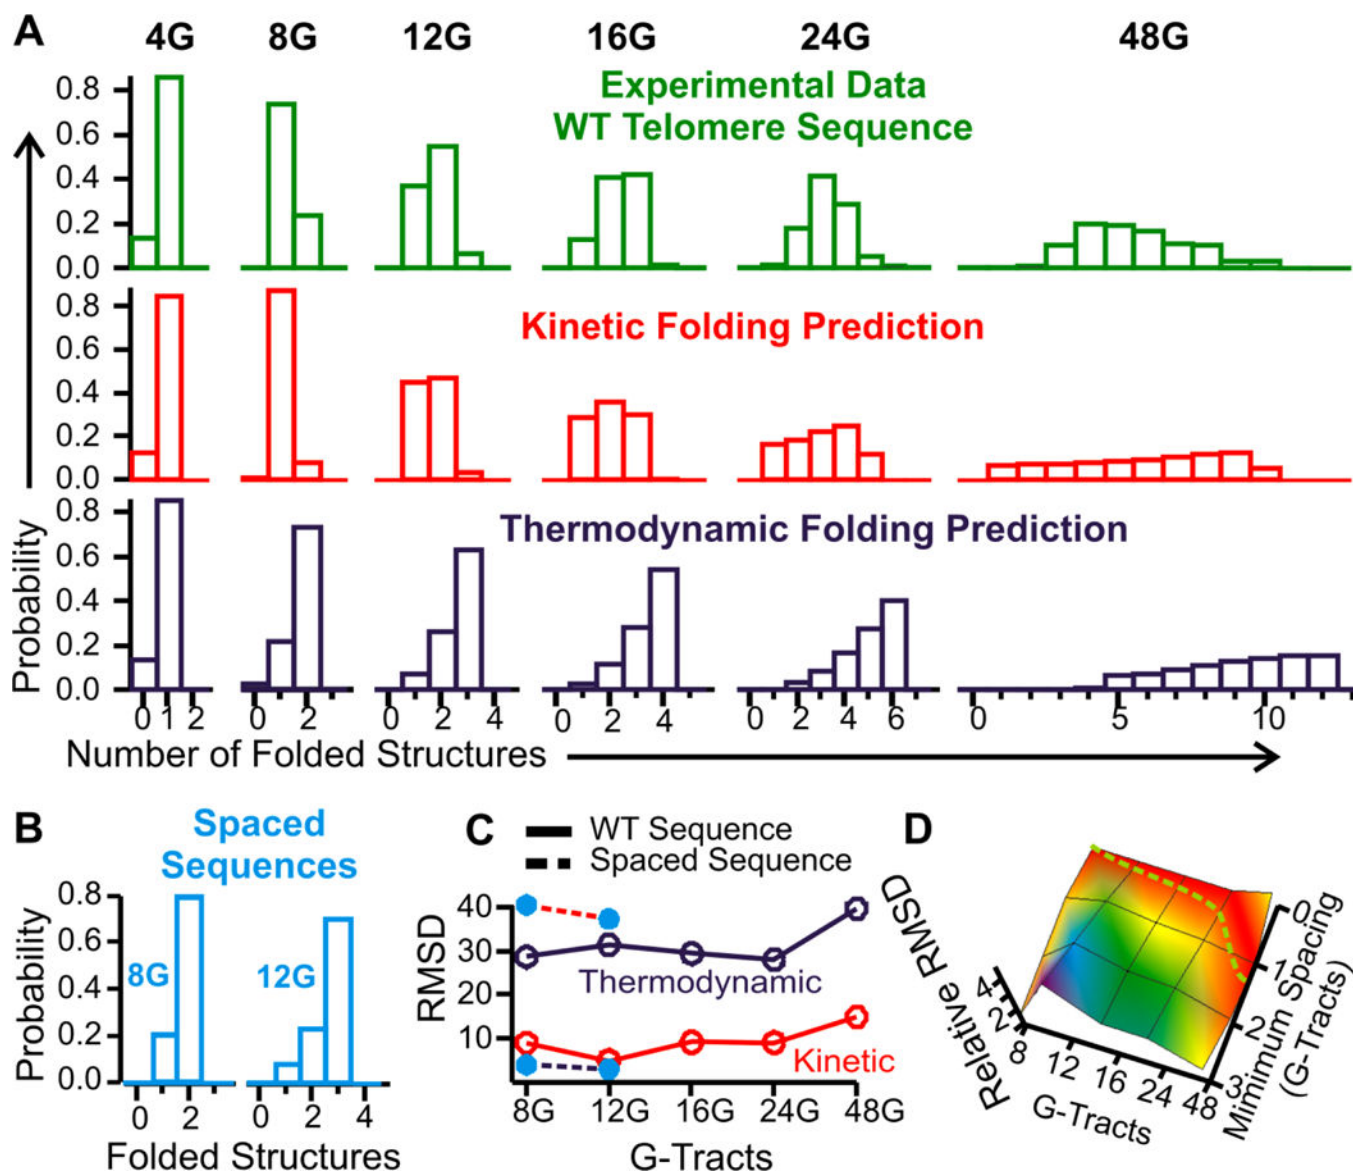 A
4G 8G 12G 16G 24G 48G
Experimental Data
WT Telomere Sequence
0.8
0.6
0.4
0.2
0.0
Kinetic Folding Prediction
0.8
0.6
0.4
0.2
0.0
Thermodynamic Folding Prediction
0.8
0.6
0.4
0.2
0.0
Probability
0 1 2 0 2 0 2 4 0 2 4 0 2 4 6 0 5 10
Number of Folded Structures
B
Spaced
Sequences
0.8
0.6
0.4
0.2
0.0
Probability
8G 12G
0 2 0 2 4
Folded Structures
C
WT Sequence
Spaced Sequence
40
30
20
10
RMSD
Thermodynamic
Kinetic
8G 12G 16G 24G 48G
G-Tracts
D
Relative RMSD
4
2
8 12 16 24 48
G-Tracts
0
1
2
3
Minimum Spacing
(G-Tracts)